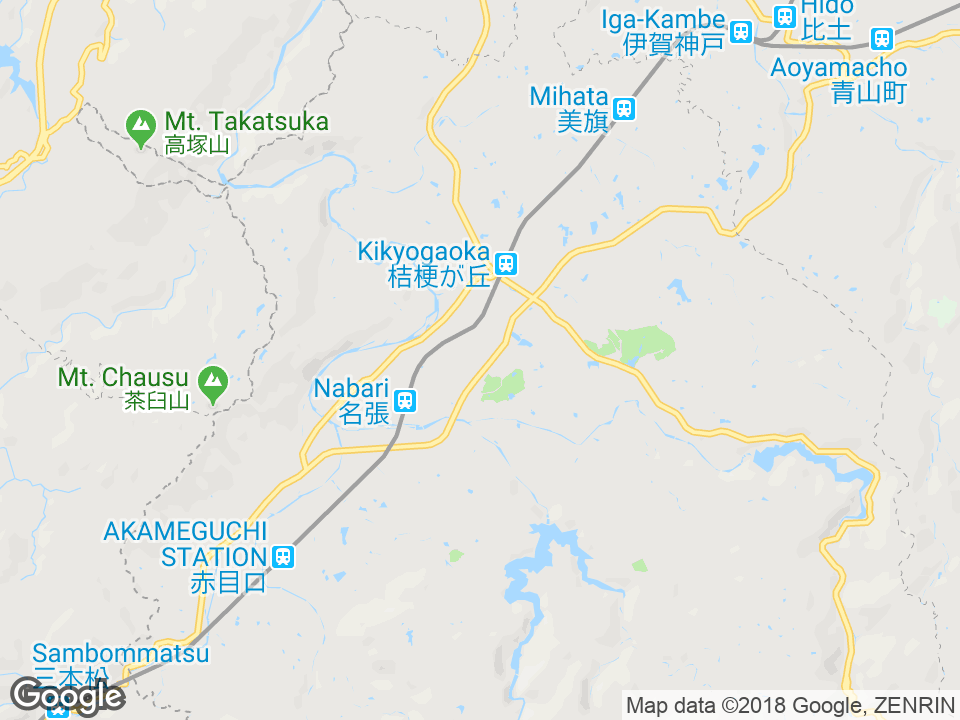 Hido
比土
Iga-Kambe
伊賀神戸
Aoyamacho
青山町
Mihata
美旗
Mt. Takatsuka
高塚山
Kikyogaoka
桔梗が丘
Mt. Chausu
茶臼山
Nabari
名張
AKAMEGUCHI
STATION
赤目口
Sambommatsu
三本松
Google
Map data ©2018 Google, ZENRIN